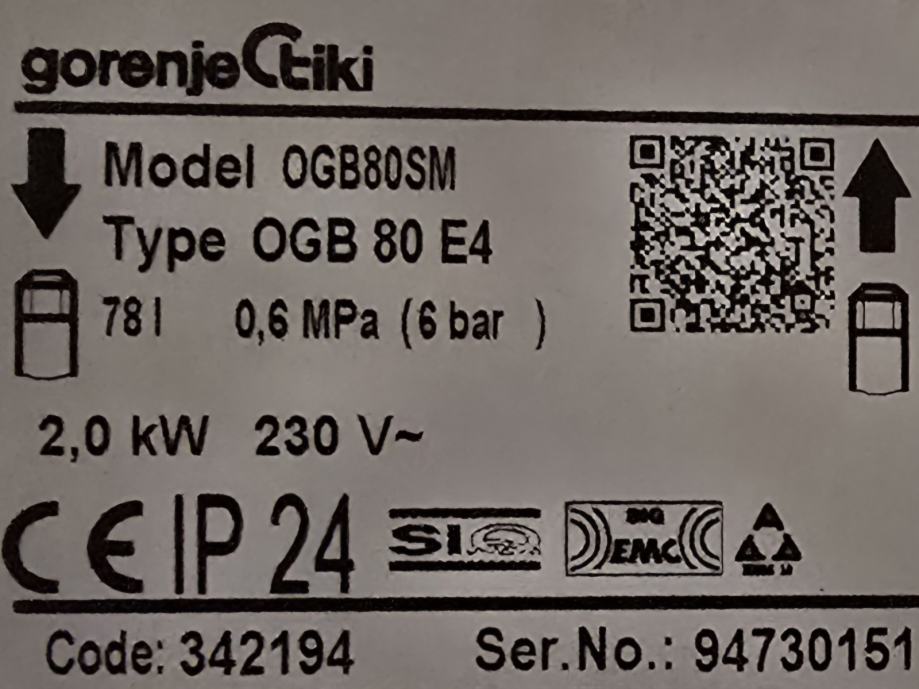 gorenje tiki
Model OGB80SM
Type OGB 80 E4
78 l 0,6 MPa (6 bar )
2,0 kW 230 V~
CE IP 24
SIQ
SIQ
EMC
Code: 342194 Ser.No.: 94730151